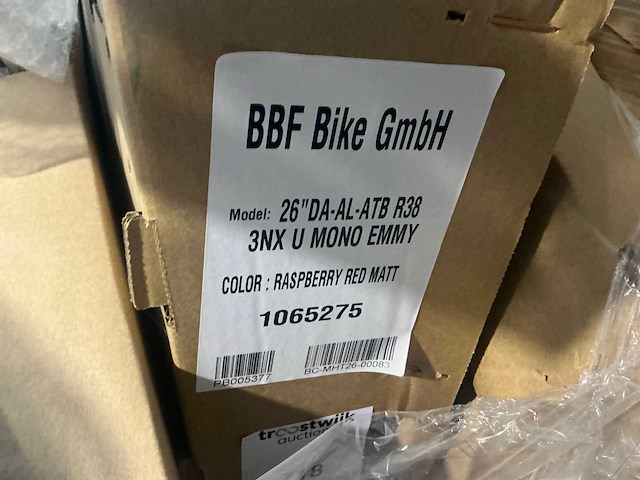 BBF Bike GmbH
Model: 26"DA-AL-ATB R38
3NX U MONO EMMY
COLOR : RASPBERRY RED MATT
1065275
PB005377
BC-MHT26-00083
troostwijk
auction